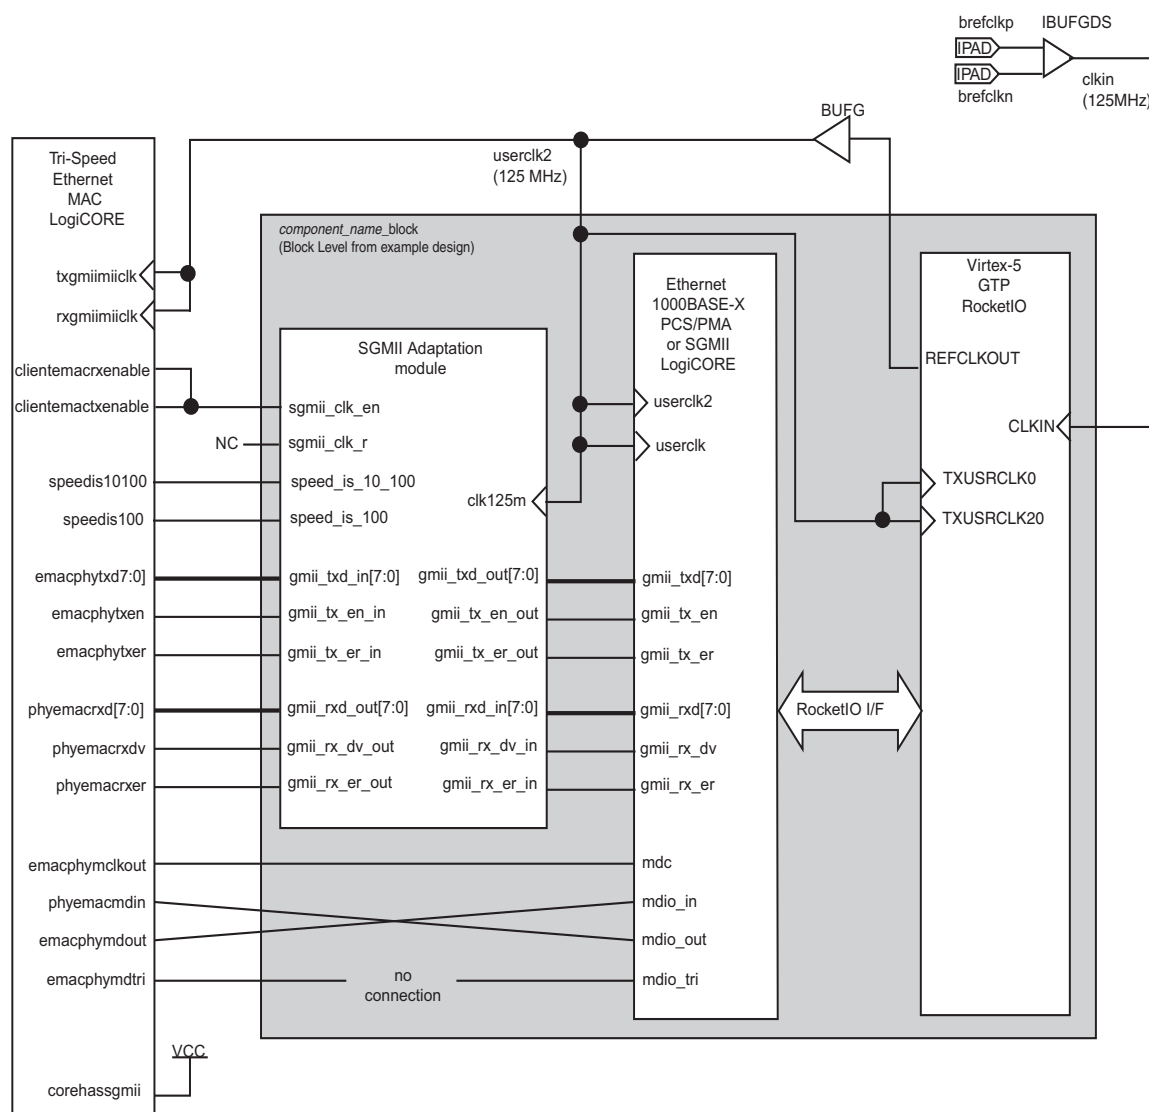 brefclkp
IBUFGDS
IPAD
IPAD
clkin
(125MHz)
brefclkn
BUFG
Tri-Speed
Ethernet
MAC
LogiCORE
userclk2
(125 MHz)
component_name_block
(Block Level from example design)
txgmiimiiclk
rxgmiimiiclk
clientemacrxenable
clientemactxenable
NC
speedis10100
speedis100
emacphytxd7:0]
emacphytxen
emacphytxer
phyemacrxd[7:0]
phyemacrxdv
phyemacrxer
emacphymclkout
phyemacmdin
emacphymdout
emacphymdtri
no
connection
VCC
corehassgmii
SGMII Adaptation
module
sgmii_clk_en
sgmii_clk_r
speed_is_10_100
clk125m
speed_is_100
gmii_txd_in[7:0]
gmii_txd_out[7:0]
gmii_tx_en_in
gmii_tx_en_out
gmii_tx_er_in
gmii_tx_er_out
gmii_rxd_out[7:0]
gmii_rxd_in[7:0]
gmii_rx_dv_out
gmii_rx_dv_in
gmii_rx_er_out
gmii_rx_er_in
Ethernet
1000BASE-X
PCS/PMA
or SGMII
LogiCORE
userclk2
userclk
gmii_txd[7:0]
gmii_tx_en
gmii_tx_er
gmii_rxd[7:0]
gmii_rx_dv
gmii_rx_er
mdc
mdio_in
mdio_out
mdio_tri
RocketIO I/F
Virtex-5
GTP
RocketIO
REFCLKOUT
CLKIN
TXUSRCLK0
TXUSRCLK20